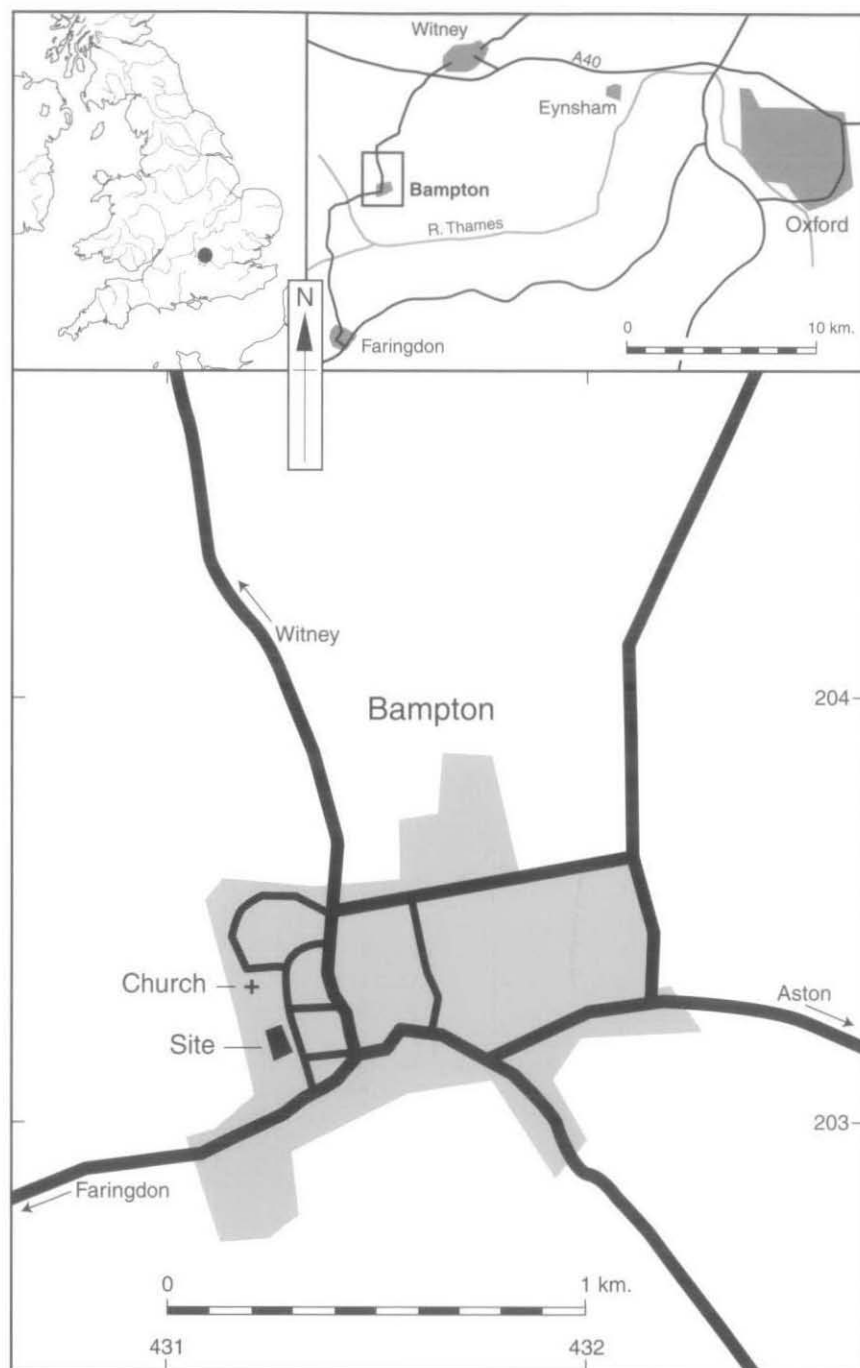 Witney
A40
Eynsham
Bampton
R. Thames
Oxford
N
0 10 km.
Faringdon
Witney
Bampton
204
Church
Aston
Site
203
Faringdon
0 1 km.
431 432